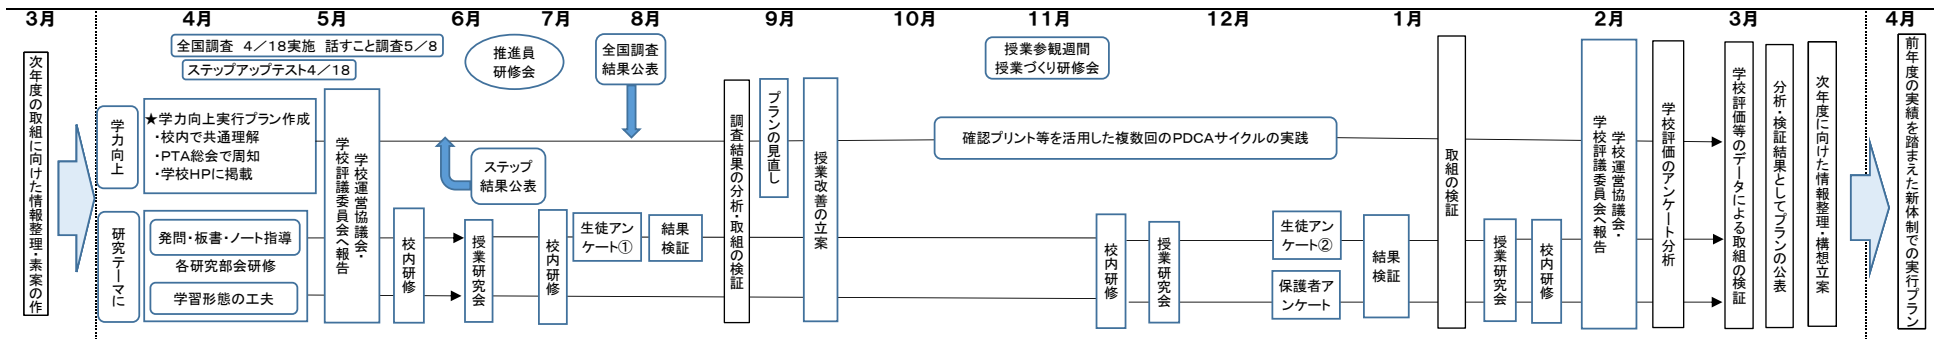 3月
4月
5月
6月
7月
8月
9月
10月
11月
12月
1月
2月
3月
4月
次年度の取組に向けた情報整理・素案の作
全国調査 4／18実施 話すこと調査5／8
ステップアップテスト4／18
推進員
研修会
全国調査
結果公表
授業参観週間
授業づくり研修会
学力向上
★学力向上実行プラン作成
・校内で共通理解
・PTA総会で周知
・学校HPに掲載
学校運営協議会・
学校評議委員会へ報告
ステップ
結果公表
調査結果の分析・取組の検証
プランの見直し
授業改善の立案
確認プリント等を活用した複数回のPDCAサイクルの実践
取組の検証
学校運営協議会・
学校評議委員会へ報告
学校評価のアンケート分析
学校評価等のデータによる取組の検証
分析・検証結果としてプランの公表
次年度に向けた情報整理・構想立案
前年度の実績を踏まえた新体制での実行プラン
研究テーマに
発問・板書・ノート指導
各研究部会研修
学習形態の工夫
校内研修
授業研究会
校内研修
生徒アン
ケート①
結果
検証
校内研修
授業研究会
生徒アン
ケート②
保護者ア
ンケート
結果
検証
授業研究会
校内研修